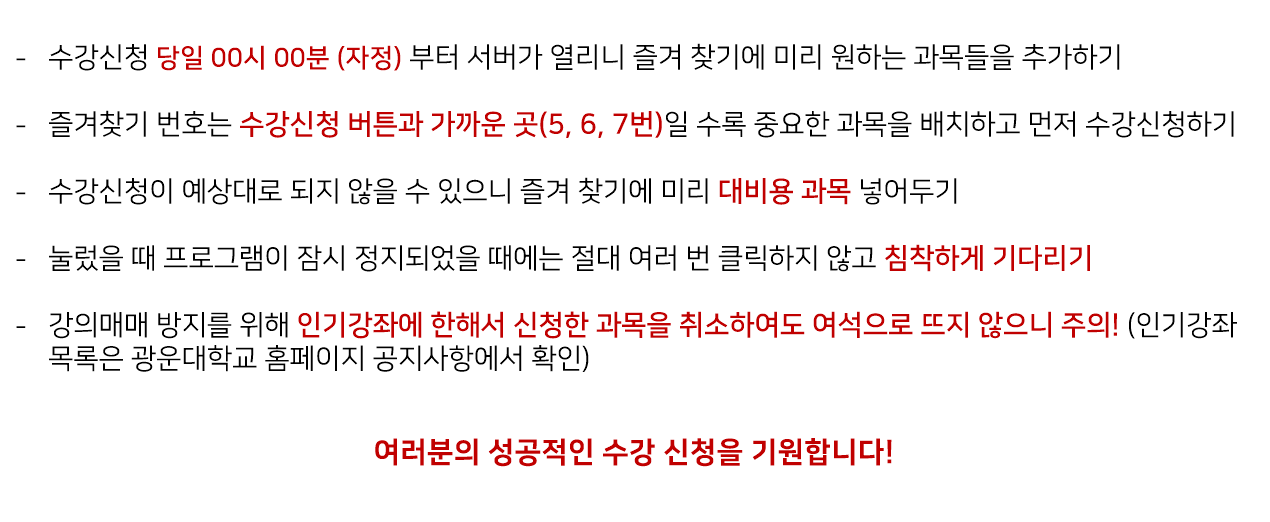 - 수강신청 당일 00시 00분 (자정) 부터 서버가 열리니 즐겨 찾기에 미리 원하는 과목들을 추가하기
- 즐겨찾기 번호는 수강신청 버튼과 가까운 곳(5, 6, 7번)일 수록 중요한 과목을 배치하고 먼저 수강신청하기
- 수강신청이 예상대로 되지 않을 수 있으니 즐겨 찾기에 미리 대비용 과목 넣어두기
- 눌렀을 때 프로그램이 잠시 정지되었을 때에는 절대 여러 번 클릭하지 않고 침착하게 기다리기
- 강의매매 방지를 위해 인기강좌에 한해서 신청한 과목을 취소하여도 여석으로 뜨지 않으니 주의! (인기강좌
목록은 광운대학교 홈페이지 공지사항에서 확인)
여러분의 성공적인 수강 신청을 기원합니다!